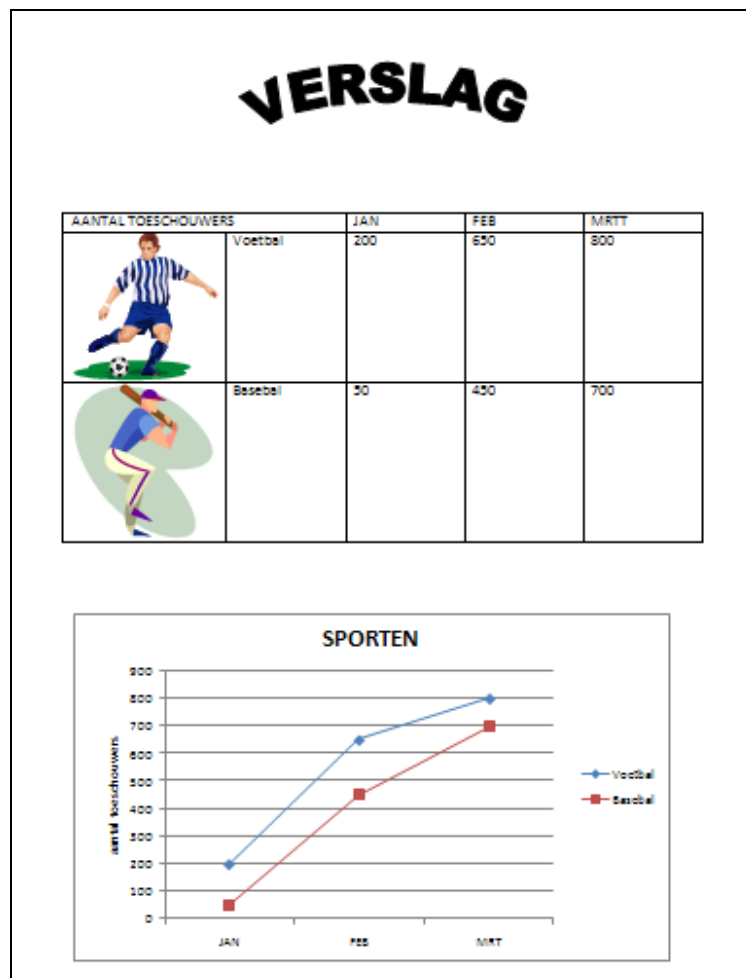 VERSLAG
AANTAL TOESCHOUWERS JAN FEB MRTT
Voetbal 200 650 800
Basebal 50 450 700
SPORTEN
900
800
700
600
500
400
300
200
100
0
aantal toeschouwers
JAN FEB MRT
Voetbal
Basebal